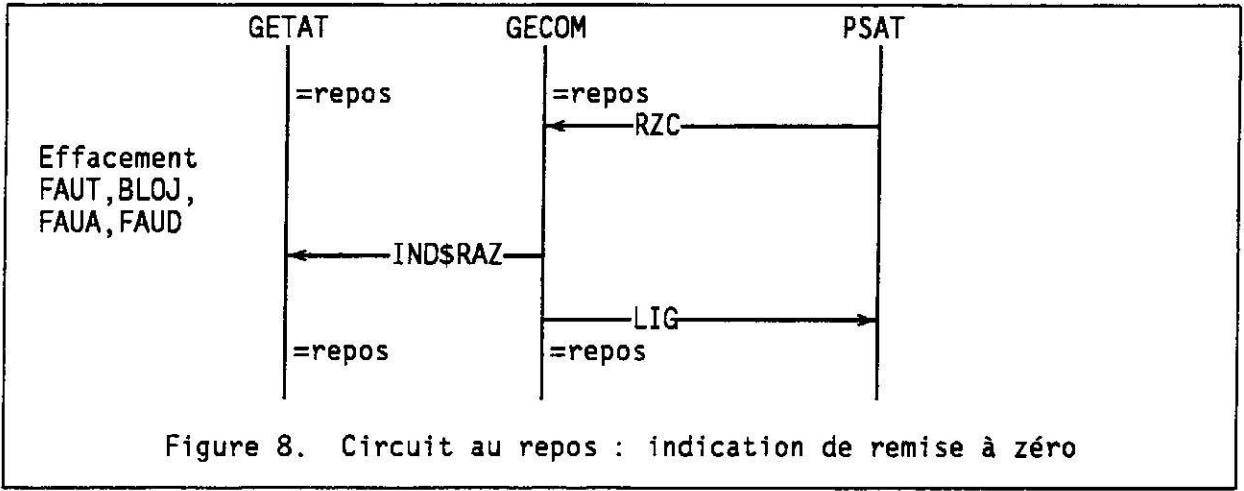 GETAT GECOM PSAT
=repos =repos
RZC
Effacement
FAUT,BLOJ,
FAUA,FAUD
IND$RAZ
LIG
=repos =repos
Figure 8. Circuit au repos : indication de remise à zéro